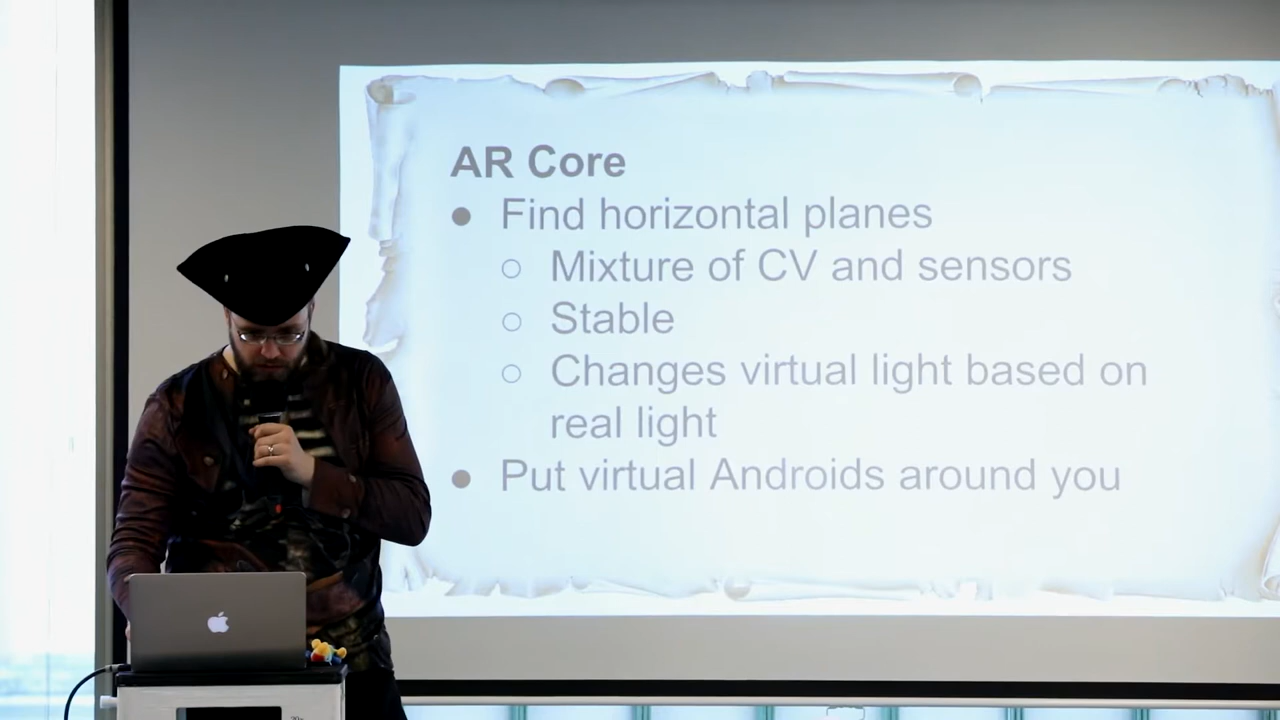 AR Core
● Find horizontal planes
○ Mixture of CV and sensors
○ Stable
○ Changes virtual light based on
real light
● Put virtual Androids around you